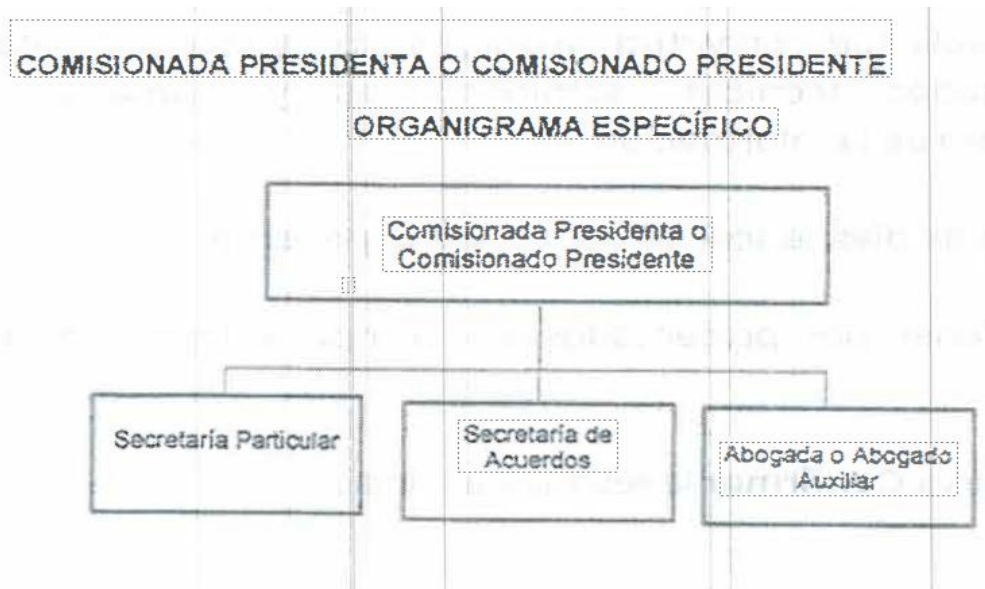 COMISIONADA PRESIDENTA O COMISIONADO PRESIDENTE
ORGANIGRAMA ESPECÍFICO
Comisionada Presidenta o
Comisionado Presidente
Secretaría Particular
Secretaría de
Acuerdos
Abogada o Abogado
Auxiliar